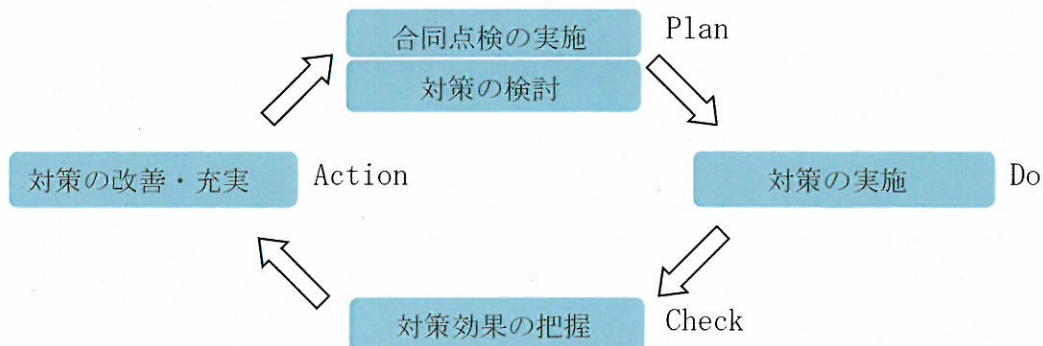 合同点検の実施
Plan
対策の検討
対策の改善・充実
Action
対策の実施
Do
対策効果の把握
Check